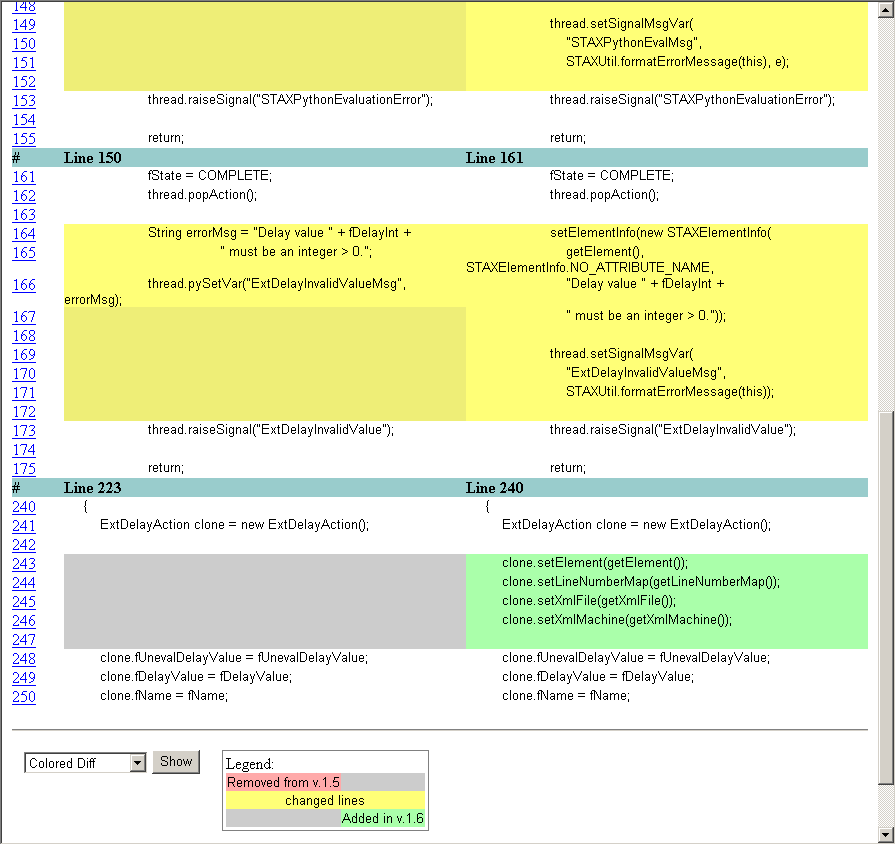 148
149 thread.setSignalMsgVar(
150 "STAXPythonEvalMsg",
151 STAXUtil.formatErrorMessage(this), e);
152
153 thread.raiseSignal("STAXPythonEvaluationError"); thread.raiseSignal("STAXPythonEvaluationError");
154
155 return; return;
# Line 150 Line 161
161 fState = COMPLETE; fState = COMPLETE;
162 thread.popAction(); thread.popAction();
163
164 String errorMsg = "Delay value " + fDelayInt + setElementInfo(new STAXElementInfo(
165 " must be an integer > 0."; getElement(),
STAXElementInfo.NO_ATTRIBUTE_NAME,
166 thread.pySetVar("ExtDelayInvalidValueMsg", "Delay value " + fDelayInt +
errorMsg);
167 " must be an integer > 0."));
168
169 thread.setSignalMsgVar(
170 "ExtDelayInvalidValueMsg",
171 STAXUtil.formatErrorMessage(this));
172
173 thread.raiseSignal("ExtDelayInvalidValue"); thread.raiseSignal("ExtDelayInvalidValue");
174
175 return; return;
# Line 223 Line 240
240 { {
241 ExtDelayAction clone = new ExtDelayAction(); ExtDelayAction clone = new ExtDelayAction();
242
243 clone.setElement(getElement());
244 clone.setLineNumberMap(getLineNumberMap());
245 clone.setXmlFile(getXmlFile());
246 clone.setXmlMachine(getXmlMachine());
247
248 clone.fUnevalDelayValue = fUnevalDelayValue; clone.fUnevalDelayValue = fUnevalDelayValue;
249 clone.fDelayValue = fDelayValue; clone.fDelayValue = fDelayValue;
250 clone.fName = fName; clone.fName = fName;
Colored Diff Show
Legend:
Removed from v.1.5
changed lines
Added in v.1.6